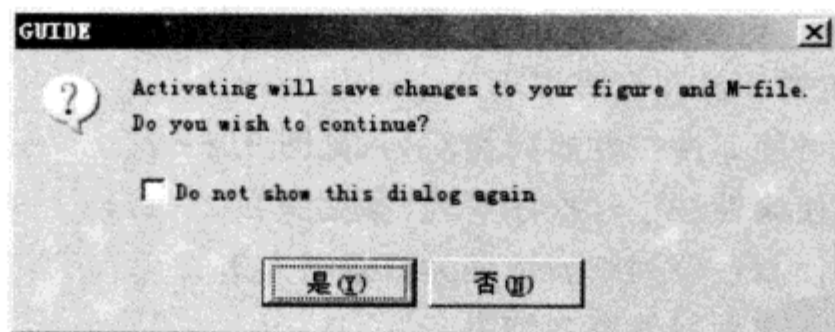 GUIDE
Activating will save changes to your figure and M-file.
Do you wish to continue?
Do not show this dialog again
是(Y) 否(N)